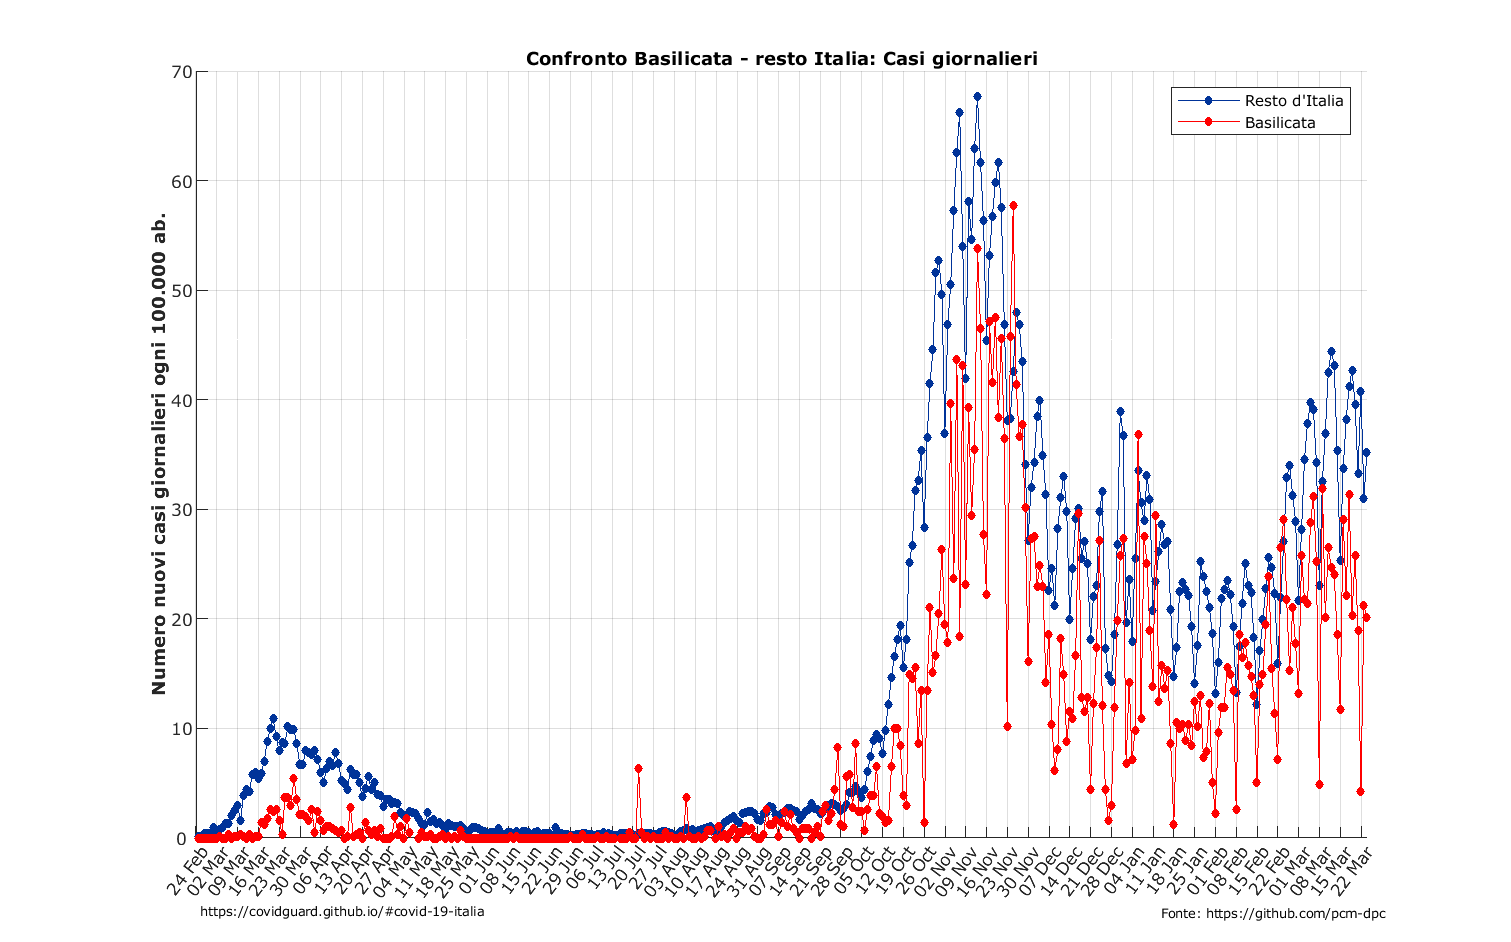 Confronto Basilicata - resto Italia: Casi giornalieri
Resto d'Italia
Basilicata
Numero nuovi casi giornalieri ogni 100.000 ab.
70
60
50
40
30
20
10
0
24 Feb
02 Mar
09 Mar
16 Mar
23 Mar
30 Mar
06 Apr
13 Apr
20 Apr
27 Apr
04 May
11 May
18 May
25 May
01 Jun
08 Jun
15 Jun
22 Jun
29 Jun
06 Jul
13 Jul
20 Jul
27 Jul
03 Aug
10 Aug
17 Aug
24 Aug
31 Aug
07 Sep
14 Sep
21 Sep
28 Sep
05 Oct
12 Oct
19 Oct
26 Oct
02 Nov
09 Nov
16 Nov
23 Nov
30 Nov
07 Dec
14 Dec
21 Dec
28 Dec
04 Jan
11 Jan
18 Jan
25 Jan
01 Feb
08 Feb
15 Feb
22 Feb
01 Mar
08 Mar
15 Mar
22 Mar
https://covidguard.github.io/#covid-19-italia
Fonte: https://github.com/pcm-dpc